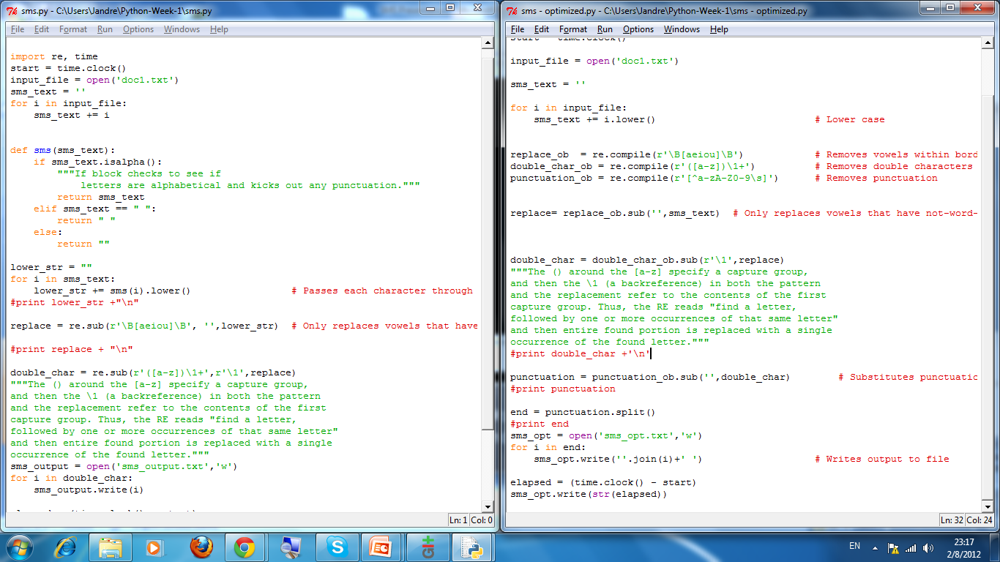 sms.py - C:\Users\Jandre\Python-Week-1\sms.py
File Edit Format Run Options Windows Help
import re, time
start = time.clock()
input_file = open('doc1.txt')
sms_text = ''
for i in input_file:
    sms_text += i
def sms(sms_text):
    if sms_text.isalpha():
        """If block checks to see if
            letters are alphabetical and kicks out any punctuation."""
        return sms_text
    elif sms_text == " ":
        return " "
    else:
        return ""
lower_str = ""
for i in sms_text:
    lower_str += sms(i).lower()                # Passes each character through
#print lower_str +"\n"
replace = re.sub(r'\B[aeiou]\B', '',lower_str)  # Only replaces vowels that have
#print replace + "\n"
double_char = re.sub(r'([a-z])\1+',r'\1',replace)
"""The () around the [a-z] specify a capture group,
and then the \1 (a backreference) in both the pattern
and the replacement refer to the contents of the first
capture group. Thus, the RE reads "find a letter,
followed by one or more occurrences of that same letter"
and then entire found portion is replaced with a single
occurrence of the found letter."""
sms_output = open('sms_output.txt','w')
for i in double_char:
    sms_output.write(i)
Ln: 1 Col: 0
sms - optimized.py - C:\Users\Jandre\Python-Week-1\sms - optimized.py
File Edit Format Run Options Windows Help
start = time.clock()
input_file = open('doc1.txt')
sms_text = ''
for i in input_file:
    sms_text += i.lower()                         # Lower case
replace_ob  = re.compile(r'\B[aeiou]\B')           # Removes vowels within bord
double_char_ob = re.compile(r'([a-z])\1+')         # Removes double characters
punctuation_ob = re.compile(r'[^a-zA-Z0-9\s]')     # Removes punctuation
replace= replace_ob.sub('',sms_text)  # Only replaces vowels that have not-word-
double_char = double_char_ob.sub(r'\1',replace)
"""The () around the [a-z] specify a capture group,
and then the \1 (a backreference) in both the pattern
and the replacement refer to the contents of the first
capture group. Thus, the RE reads "find a letter,
followed by one or more occurrences of that same letter"
and then entire found portion is replaced with a single
occurrence of the found letter."""
#print double_char +'\n'
punctuation = punctuation_ob.sub('',double_char)        # Substitutes punctuatio
#print punctuation
end = punctuation.split()
#print end
sms_opt = open('sms_opt.txt','w')
for i in end:
    sms_opt.write(''.join(i)+' ')                  # Writes output to file
elapsed = (time.clock() - start)
sms_opt.write(str(elapsed))
Ln: 32 Col: 24
EN
23:17
2/8/2012